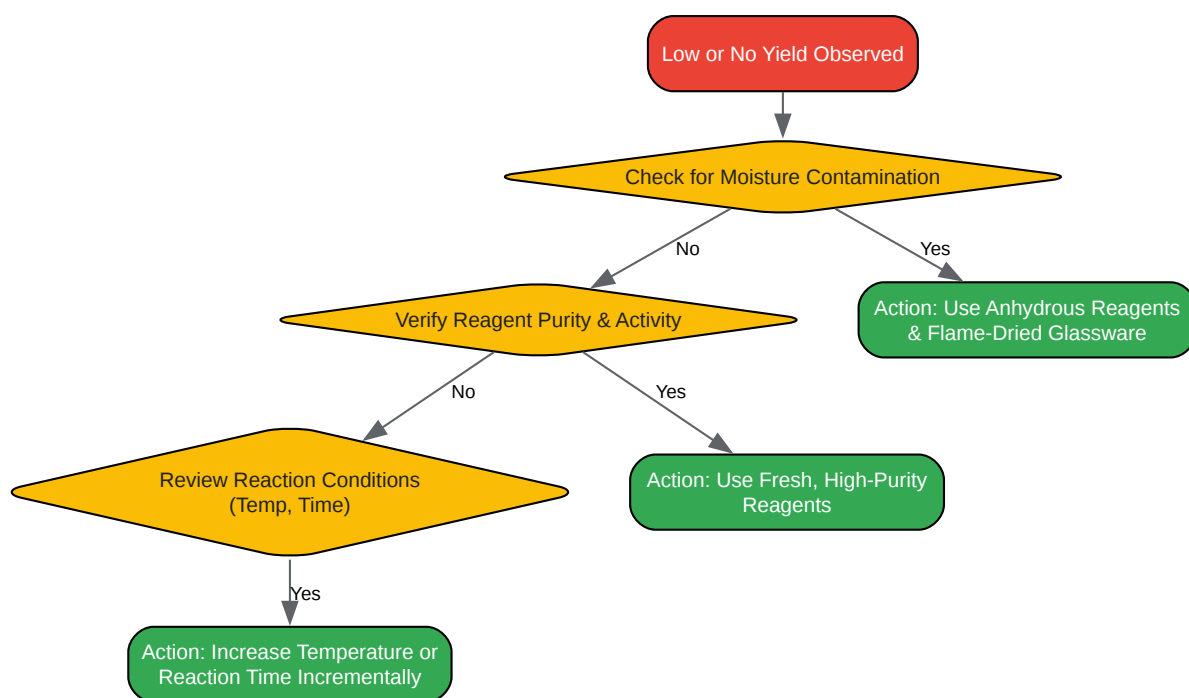 Low or No Yield Observed
Check for Moisture Contamination
No
Yes
Verify Reagent Purity & Activity
Action: Use Anhydrous Reagents
& Flame-Dried Glassware
No
Yes
Review Reaction Conditions
(Temp, Time)
Action: Use Fresh, High-Purity
Reagents
Yes
Action: Increase Temperature or
Reaction Time Incrementally